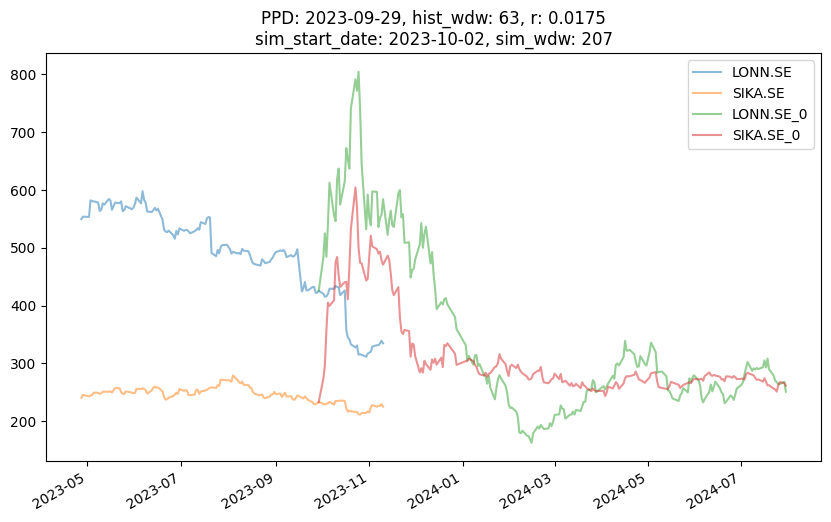 PPD: 2023-09-29, hist_wdw: 63, r: 0.0175
sim_start_date: 2023-10-02, sim_wdw: 207
LONN.SE
SIKA.SE
LONN.SE_0
SIKA.SE_0
800
700
600
500
400
300
200
2023-05
2023-07
2023-09
2023-11
2024-01
2024-03
2024-05
2024-07